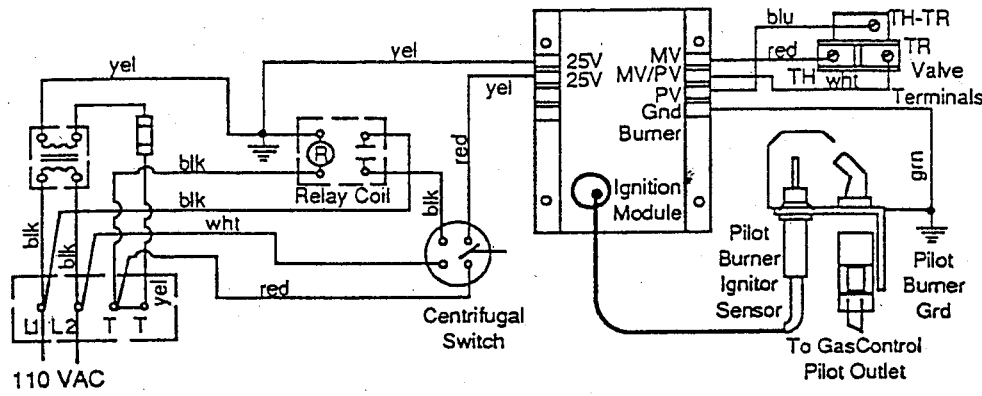 blu
TH-TR
yel
25V
MV
red
TR
25V
MV/PV
TH
wht
Valve
yel
PV
Terminals
Gnd
Burner
red
grn
R
blk
Relay Coil
Ignition
Module
blk
blk
wht
blk
blk
yel
red
Centrifugal
Switch
Pilot
Burner
Ignitor
Sensor
Pilot
Burner
Grd
L2
T
T
110 VAC
To GasControl
Pilot Outlet